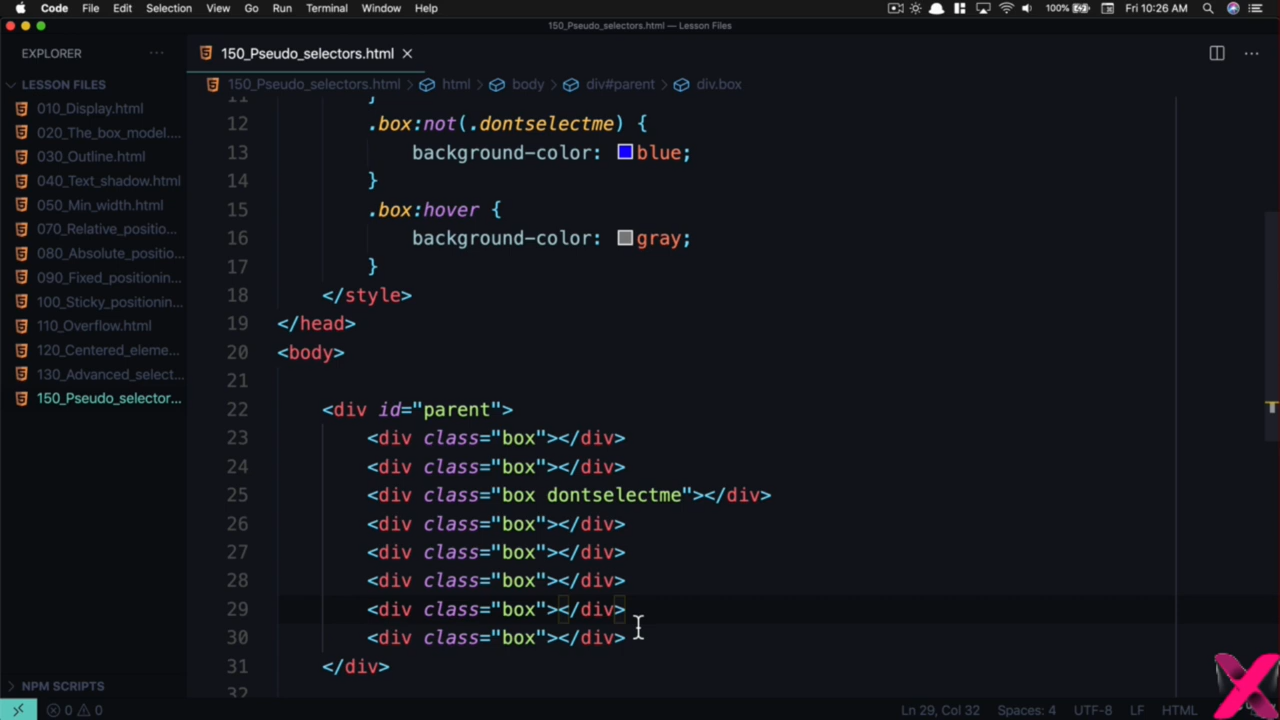 Code File Edit Selection View Go Run Terminal Window Help 100% Fri 10:26 AM
150_Pseudo_selectors.html — Lesson Files
EXPLORER ···
150_Pseudo_selectors.html ×
LESSON FILES
150_Pseudo_selectors.html > html > body > div#parent > div.box
010_Display.html
020_The_box_model....
030_Outline.html
040_Text_shadow.html
050_Min_width.html
070_Relative_positio...
080_Absolute_positio...
090_Fixed_positionin...
100_Sticky_positionin...
110_Overflow.html
120_Centered_eleme...
130_Advanced_select...
150_Pseudo_selector...
11 }
12 .box:not(.dontselectme) {
13 background-color: blue;
14 }
15 .box:hover {
16 background-color: gray;
17 }
18 </style>
19 </head>
20 <body>
21
22 <div id="parent">
23 <div class="box"></div>
24 <div class="box"></div>
25 <div class="box dontselectme"></div>
26 <div class="box"></div>
27 <div class="box"></div>
28 <div class="box"></div>
29 <div class="box"></div>
30 <div class="box"></div>
31 </div>
32
NPM SCRIPTS
0 0 Ln 29, Col 32 Spaces: 4 UTF-8 LF HTML